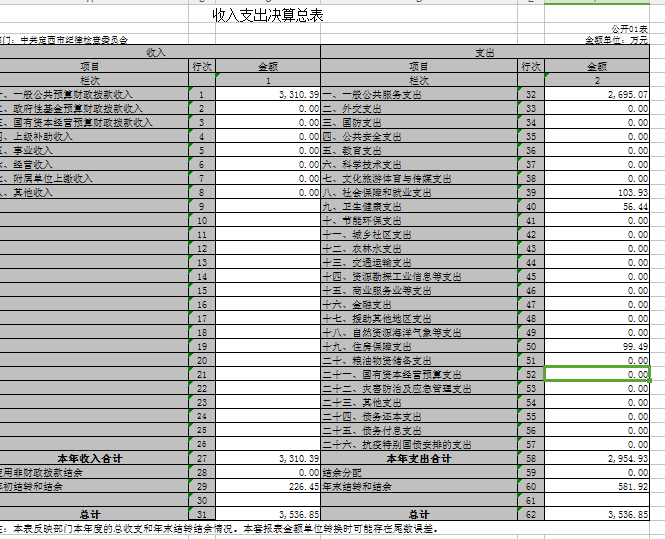 收入支出决算总表
公开01表
部门：中共定西市纪律检查委员会 金额单位：万元
收入 支出
项目 行次 金额 项目 行次 金额
栏次 1 栏次 2
一、一般公共预算财政拨款收入 1 3,310.39 一、一般公共服务支出 32 2,695.07
二、政府性基金预算财政拨款收入 2 0.00 二、外交支出 33 0.00
三、国有资本经营预算财政拨款收入 3 0.00 三、国防支出 34 0.00
四、上级补助收入 4 0.00 四、公共安全支出 35 0.00
五、事业收入 5 0.00 五、教育支出 36 0.00
六、经营收入 6 0.00 六、科学技术支出 37 0.00
七、附属单位上缴收入 7 0.00 七、文化旅游体育与传媒支出 38 0.00
八、其他收入 8 0.00 八、社会保障和就业支出 39 103.93
9 九、卫生健康支出 40 56.44
10 十、节能环保支出 41 0.00
11 十一、城乡社区支出 42 0.00
12 十二、农林水支出 43 0.00
13 十三、交通运输支出 44 0.00
14 十四、资源勘探工业信息等支出 45 0.00
15 十五、商业服务业等支出 46 0.00
16 十六、金融支出 47 0.00
17 十七、援助其他地区支出 48 0.00
18 十八、自然资源海洋气象等支出 49 0.00
19 十九、住房保障支出 50 99.49
20 二十、粮油物资储备支出 51 0.00
21 二十一、国有资本经营预算支出 52 0.00
22 二十二、灾害防治及应急管理支出 53 0.00
23 二十三、其他支出 54 0.00
24 二十四、债务还本支出 55 0.00
25 二十五、债务付息支出 56 0.00
26 二十六、抗疫特别国债安排的支出 57 0.00
本年收入合计 27 3,310.39 本年支出合计 58 2,954.93
使用非财政拨款结余 28 0.00 结余分配 59 0.00
年初结转和结余 29 226.45 年末结转和结余 60 581.92
30 61
总计 31 3,536.85 总计 62 3,536.85
注：本表反映部门本年度的总收支和年末结转结余情况。本套报表金额单位转换时可能存在尾数误差。